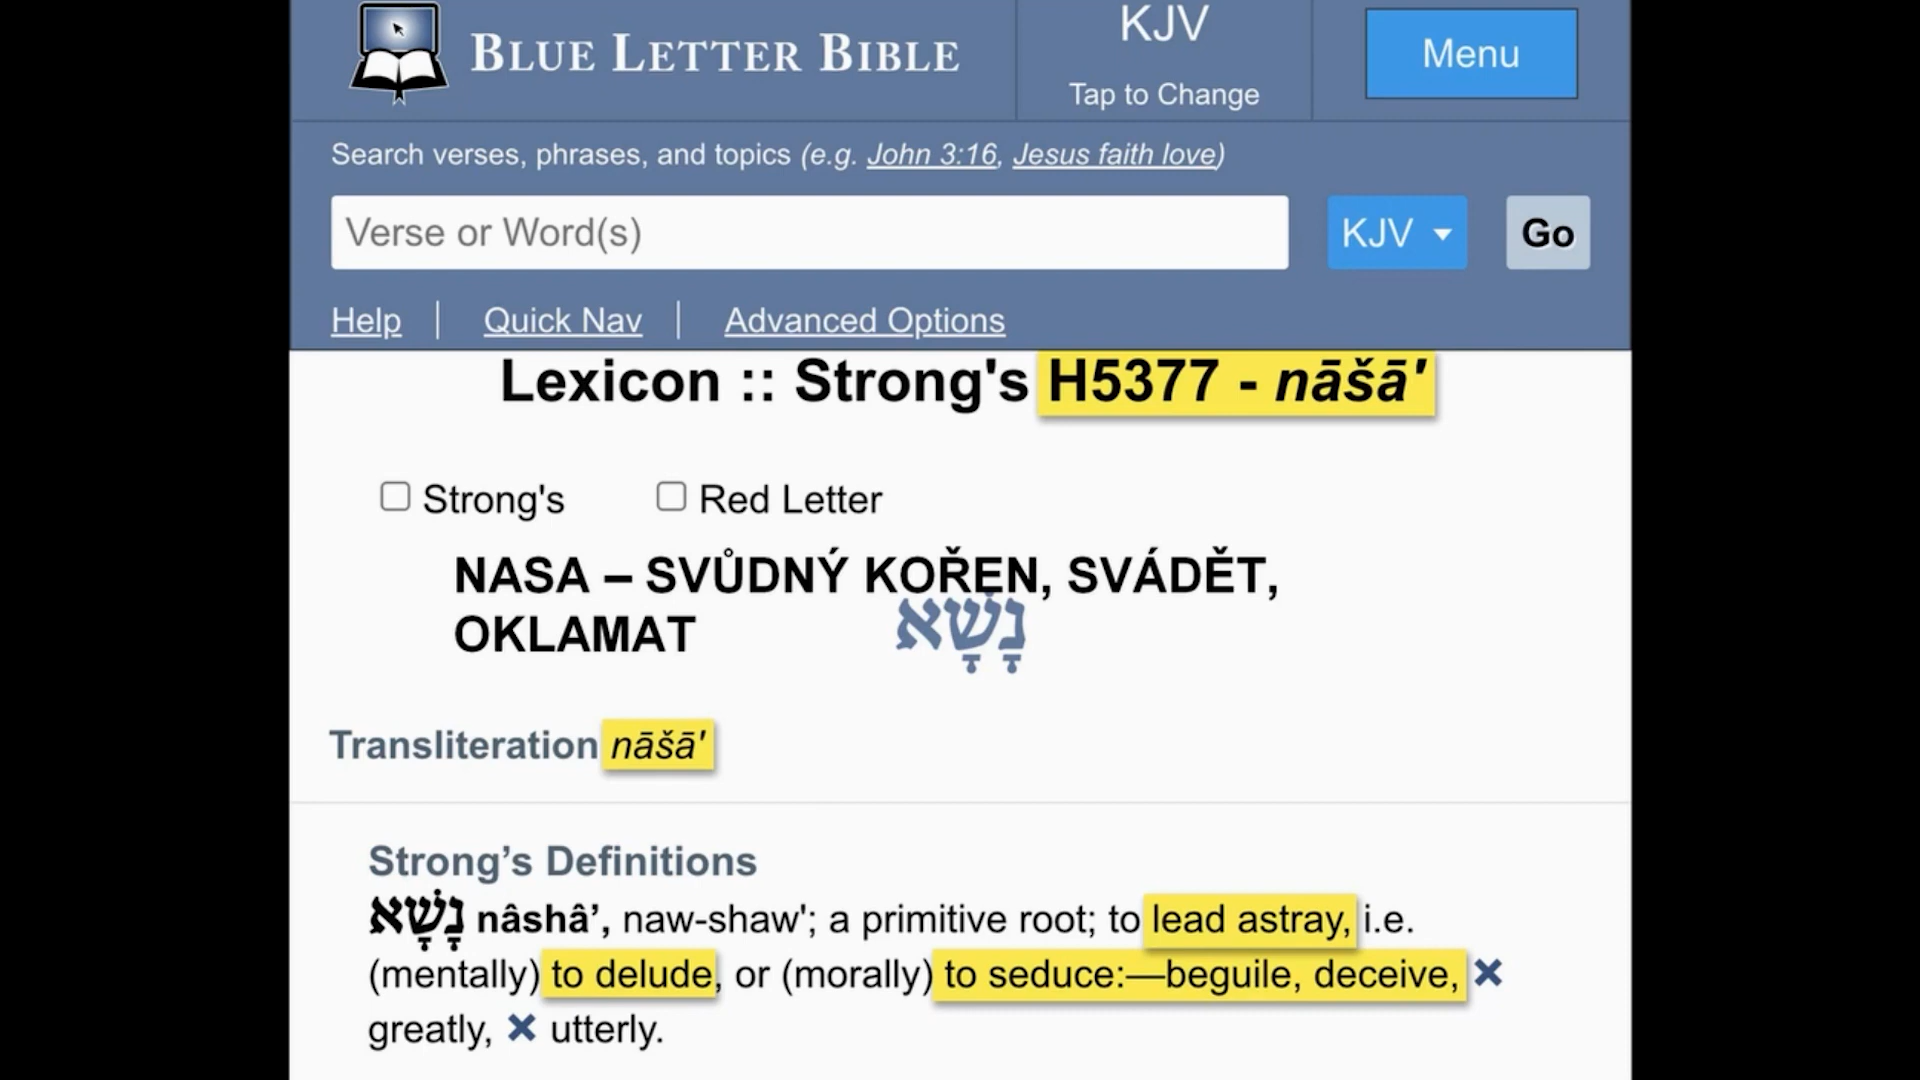 BLUE LETTER BIBLE
KJV
Tap to Change
Menu
Search verses, phrases, and topics (e.g. John 3:16, Jesus faith love)
Verse or Word(s)
KJV
Go
Help
Quick Nav
Advanced Options
Lexicon :: Strong's H5377 - nāšā'
Strong's
Red Letter
NASA – SVŮDNÝ KOŘEN, SVÁDĚT,
OKLAMAT
נָשָׁא
Transliteration nāšā'
Strong’s Definitions
נָשָׁא nâshâʼ, naw-shaw'; a primitive root; to lead astray, i.e.
(mentally) to delude, or (morally) to seduce:—beguile, deceive, ×
greatly, × utterly.